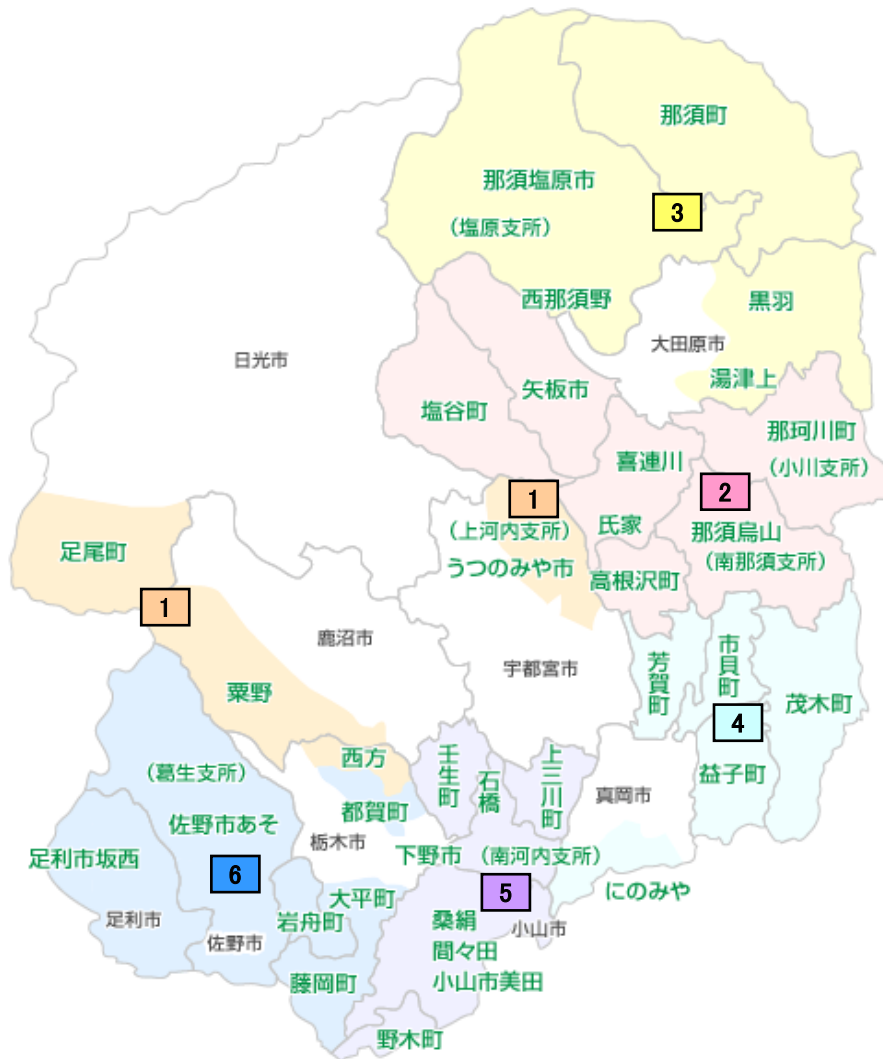 那須町
那須塩原市
3
(塩原支所)
西那須野
黒羽
大田原市
日光市
湯津上
矢板市
塩谷町
那珂川町
喜連川
(小川支所)
2
1
氏家
(上河内支所)
那須烏山
足尾町
うつのみや市
(南那須支所)
高根沢町
1
鹿沼市
宇都宮市
芳賀町
市貝町
粟野
茂木町
4
西方
壬生町
石橋
上三川町
(葛生支所)
益子町
真岡市
都賀町
佐野市あそ
栃木市
下野市
(南河内支所)
足利市坂西
6
5
にのみや
大平町
足利市
岩舟町
桑絹
小山市
佐野市
間々田
藤岡町
小山市美田
野木町